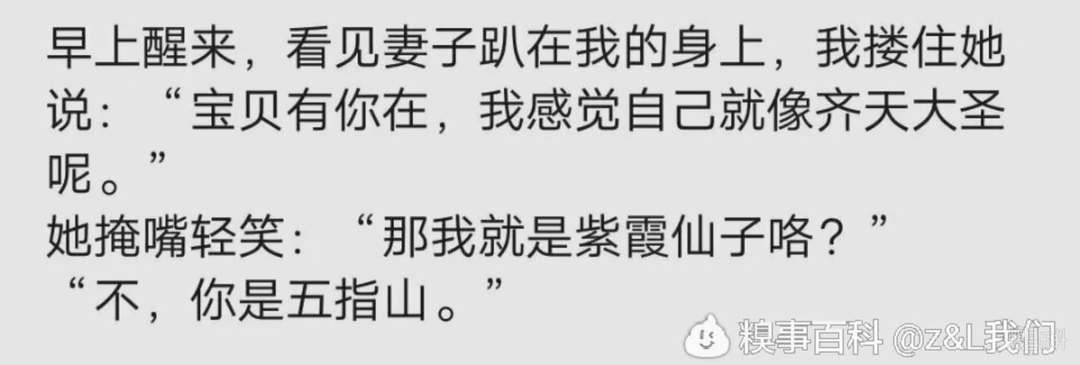 早上醒来，看见妻子趴在我的身上，我搂住她
说：“宝贝有你在，我感觉自己就像齐天大圣
呢。”
她掩嘴轻笑：“那我就是紫霞仙子咯？”
“不，你是五指山。”
糗事百科 @z&L我们